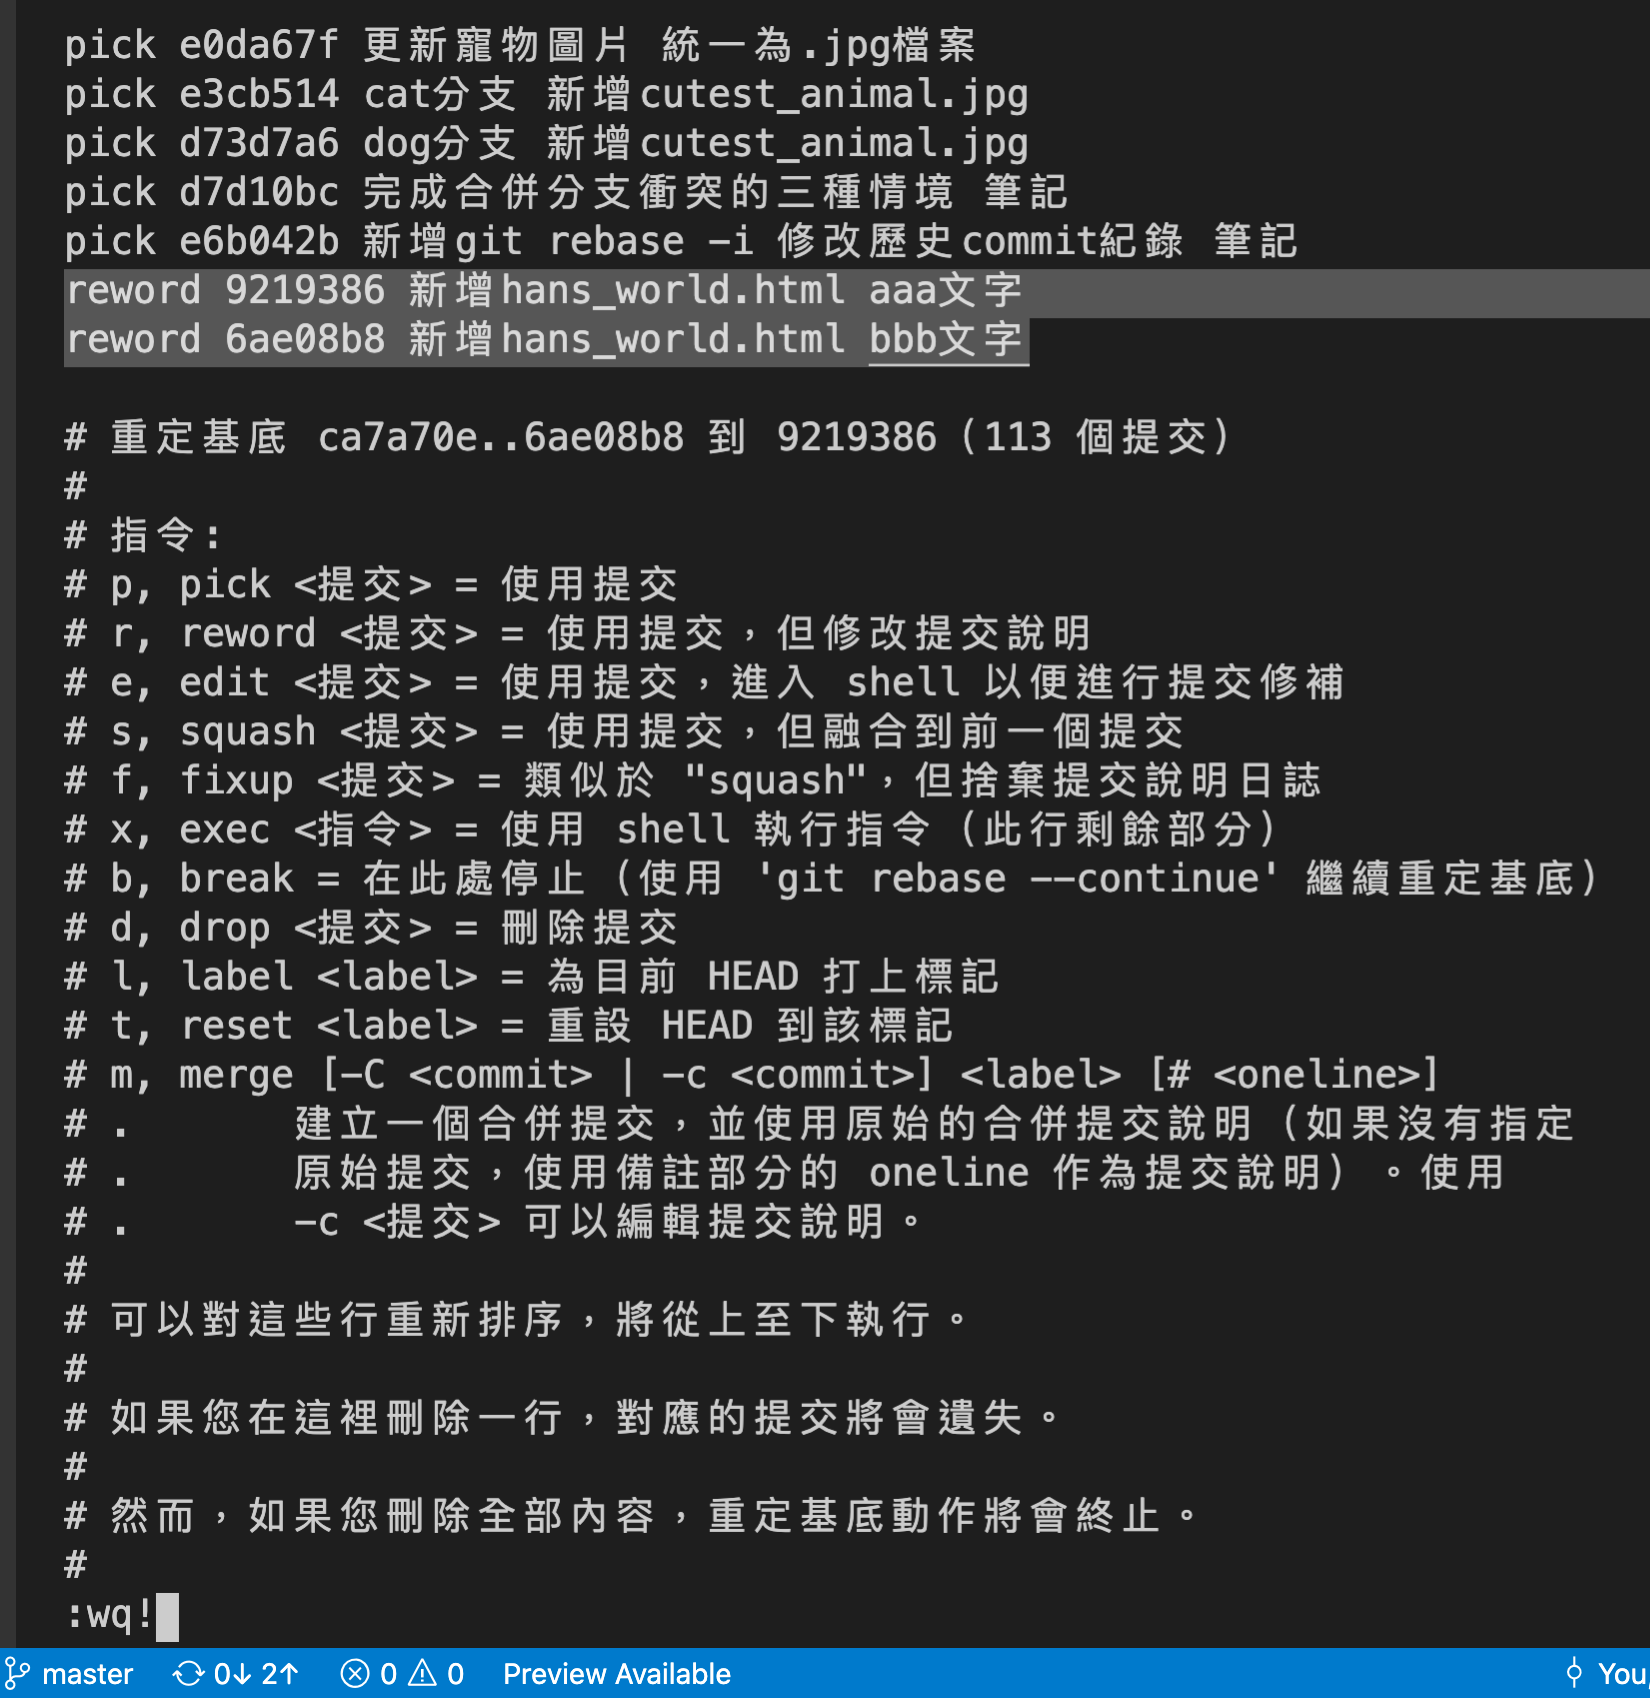 pick e0da67f 更新寵物圖片 統一為.jpg檔案
pick e3cb514 cat分支 新增cutest_animal.jpg
pick d73d7a6 dog分支 新增cutest_animal.jpg
pick d7d10bc 完成合併分支衝突的三種情境 筆記
pick e6b042b 新增git rebase -i 修改歷史commit紀錄 筆記
reword 9219386 新增hans_world.html aaa文字
reword 6ae08b8 新增hans_world.html bbb文字
# 重定基底 ca7a70e..6ae08b8 到 9219386（113 個提交）
#
# 指令:
# p, pick <提交> = 使用提交
# r, reword <提交> = 使用提交，但修改提交說明
# e, edit <提交> = 使用提交，進入 shell 以便進行提交修補
# s, squash <提交> = 使用提交，但融合到前一個提交
# f, fixup <提交> = 類似於 "squash"，但捨棄提交說明日誌
# x, exec <指令> = 使用 shell 執行指令（此行剩餘部分）
# b, break = 在此處停止（使用 'git rebase --continue' 繼續重定基底）
# d, drop <提交> = 刪除提交
# l, label <label> = 為目前 HEAD 打上標記
# t, reset <label> = 重設 HEAD 到該標記
# m, merge [-C <commit> | -c <commit>] <label> [# <oneline>]
# .       建立一個合併提交，並使用原始的合併提交說明（如果沒有指定
# .       原始提交，使用備註部分的 oneline 作為提交說明）。使用
# .       -c <提交> 可以編輯提交說明。
#
# 可以對這些行重新排序，將從上至下執行。
#
# 如果您在這裡刪除一行，對應的提交將會遺失。
#
# 然而，如果您刪除全部內容，重定基底動作將會終止。
#
:wq!
master 0↓ 2↑ 0 0 Preview Available You